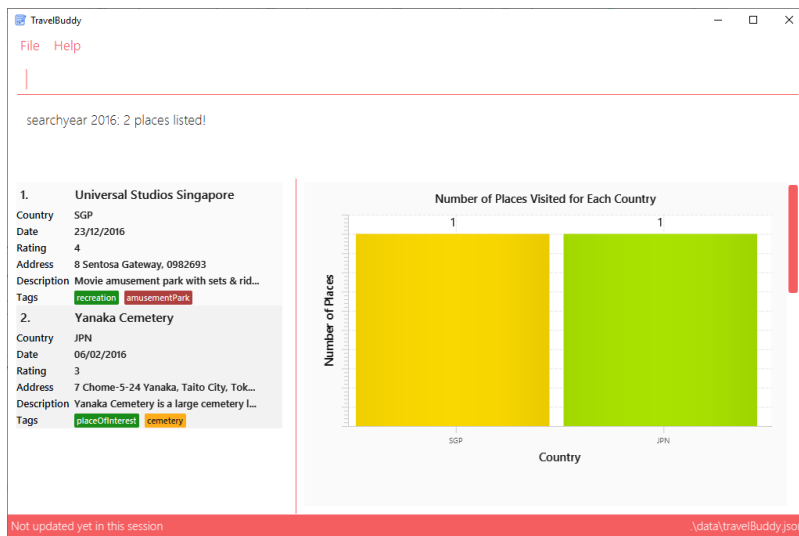 TravelBuddy
File Help
searchyear 2016: 2 places listed!
1. Universal Studios Singapore
Country SGP
Date 23/12/2016
Rating 4
Address 8 Sentosa Gateway, 0982693
Description Movie amusement park with sets & rid...
Tags recreation amusementPark
2. Yanaka Cemetery
Country JPN
Date 06/02/2016
Rating 3
Address 7 Chome-5-24 Yanaka, Taito City, Tok...
Description Yanaka Cemetery is a large cemetery l...
Tags placeOfInterest cemetery
Number of Places Visited for Each Country
1 1
Number of Places
SGP JPN
Country
Not updated yet in this session .\data\travelBuddy.json